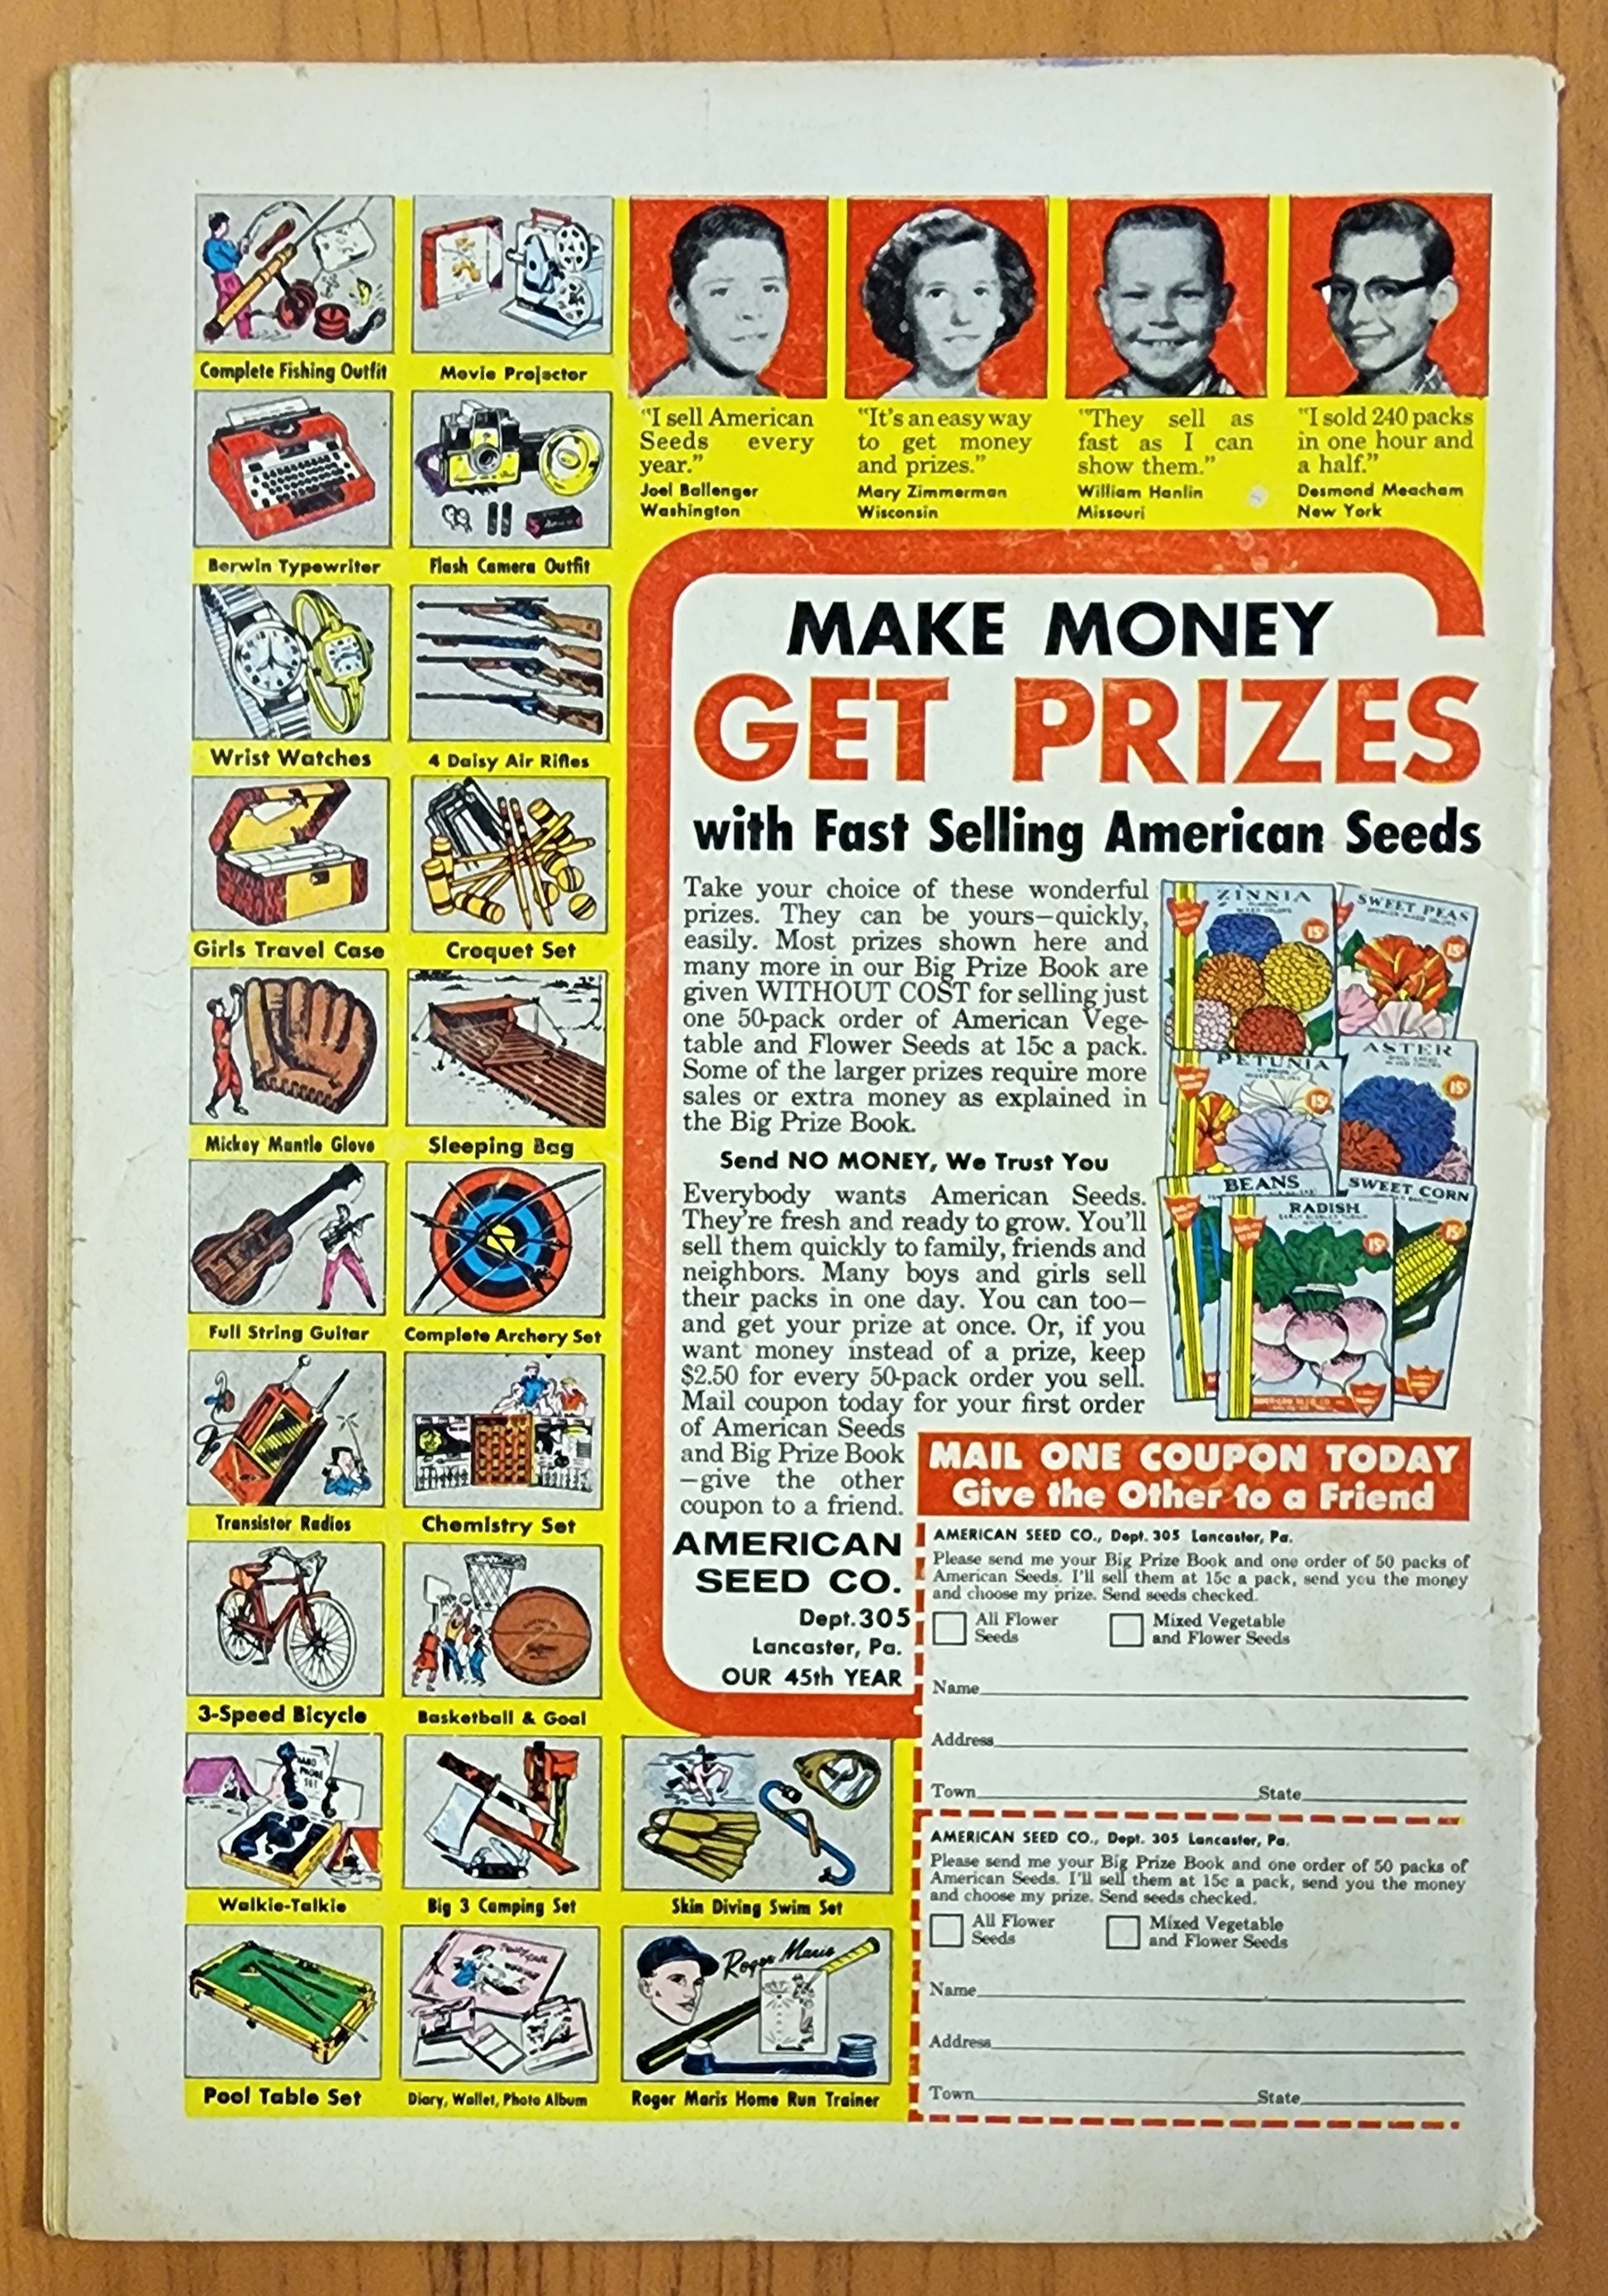 Complete Fishing Outfit
Movie Projector
Berwin Typewriter
Flash Camera Outfit
Wrist Watches
4 Daisy Air Rifles
Girls Travel Case
Croquet Set
Mickey Mantle Glove
Sleeping Bag
Full String Guitar
Complete Archery Set
Transistor Radios
Chemistry Set
3-Speed Bicycle
Basketball & Goal
HAND
PHONE
SET
Walkie-Talkie
Big 3 Camping Set
Skin Diving Swim Set
Pool Table Set
Diary, Wallet, Photo Album
Roger Maris
Roger Maris Home Run Trainer
"I sell American
Seeds every
year."
Joel Ballenger
Washington
"It's an easy way
to get money
and prizes."
Mary Zimmerman
Wisconsin
"They sell as
fast as I can
show them."
William Hanlin
Missouri
"I sold 240 packs
in one hour and
a half."
Desmond Meacham
New York
MAKE MONEY
GET PRIZES
with Fast Selling American Seeds
Take your choice of these wonderful
prizes. They can be yours—quickly,
easily. Most prizes shown here and
many more in our Big Prize Book are
given WITHOUT COST for selling just
one 50-pack order of American Vege-
table and Flower Seeds at 15c a pack.
Some of the larger prizes require more
sales or extra money as explained in
the Big Prize Book.
Send NO MONEY, We Trust You
Everybody wants American Seeds.
They're fresh and ready to grow. You'll
sell them quickly to family, friends and
neighbors. Many boys and girls sell
their packs in one day. You can too—
and get your prize at once. Or, if you
want money instead of a prize, keep
$2.50 for every 50-pack order you sell.
Mail coupon today for your first order
of American Seeds
and Big Prize Book
—give the other
coupon to a friend.
AMERICAN
SEED CO.
Dept. 305
Lancaster, Pa.
OUR 45th YEAR
ZINNIA
15¢
SWEET PEAS
15¢
PETUNIA
15¢
ASTER
15¢
BEANS
SWEET CORN
15¢
RADISH
15¢
MAIL ONE COUPON TODAY
Give the Other to a Friend
AMERICAN SEED CO., Dept. 305 Lancaster, Pa.
Please send me your Big Prize Book and one order of 50 packs of
American Seeds. I'll sell them at 15c a pack, send you the money
and choose my prize. Send seeds checked.
All Flower
Seeds
Mixed Vegetable
and Flower Seeds
Name
Address
Town State
AMERICAN SEED CO., Dept. 305 Lancaster, Pa.
Please send me your Big Prize Book and one order of 50 packs of
American Seeds. I'll sell them at 15c a pack, send you the money
and choose my prize. Send seeds checked.
All Flower
Seeds
Mixed Vegetable
and Flower Seeds
Name
Address
Town State